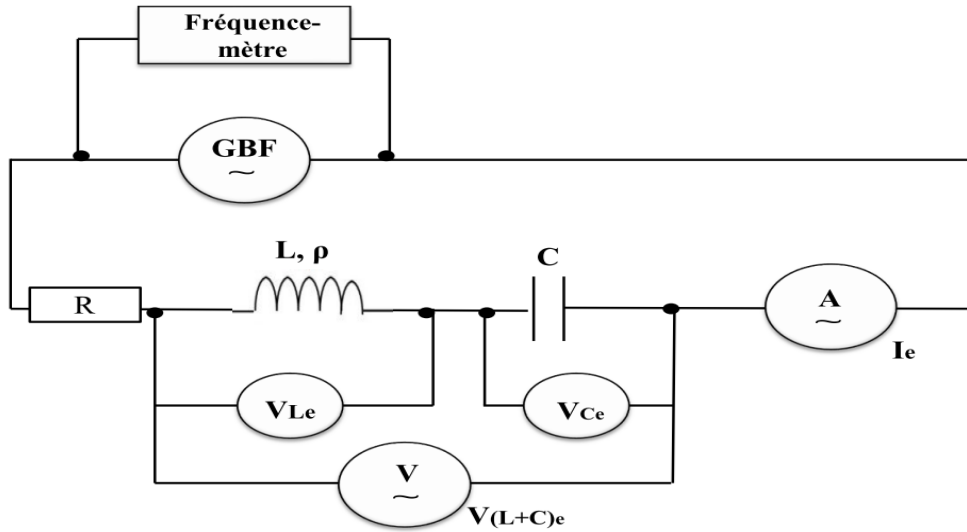 Fréquence-
mètre
GBF
~
L, ρ
C
R
A
~
Ie
VLe
VCe
V
~
V(L+C)e